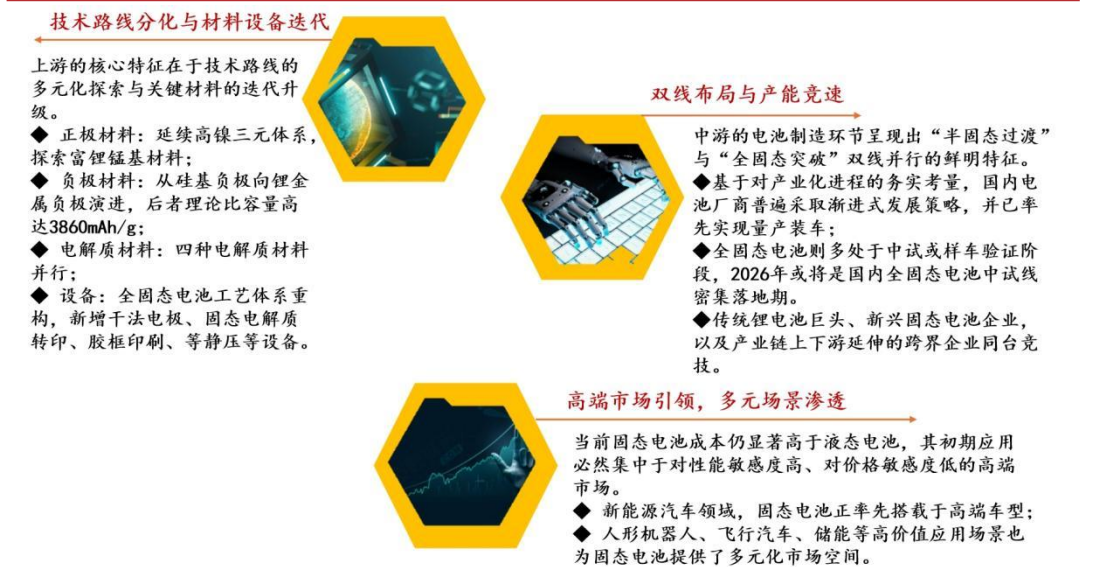 技术路线分化与材料设备迭代
上游的核心特征在于技术路线的
多元化探索与关键材料的迭代升
级。
◆ 正极材料：延续高镍三元体系，
探索富锂锰基材料；
◆ 负极材料：从硅基负极向锂金
属负极演进，后者理论比容量高
达3860mAh/g；
◆ 电解质材料：四种电解质材料
并行；
◆ 设备：全固态电池工艺体系重
构，新增干法电极、固态电解质
转印、胶框印刷、等静压等设备。
双线布局与产能竞速
中游的电池制造环节呈现出“半固态过渡”
与“全固态突破”双线并行的鲜明特征。
◆基于对产业化进程的务实考量，国内电
池厂商普遍采取渐进式发展策略，并已率
先实现量产装车；
◆全固态电池则多处于中试或样车验证阶
段，2026年或将是国内全固态电池中试线
密集落地期。
◆传统锂电池巨头、新兴固态电池企业，
以及产业链上下游延伸的跨界企业同台竞
技。
高端市场引领，多元场景渗透
当前固态电池成本仍显著高于液态电池，其初期应用
必然集中于对性能敏感度高、对价格敏感度低的高端
市场。
◆ 新能源汽车领域，固态电池正率先搭载于高端车型；
◆ 人形机器人、飞行汽车、储能等高价值应用场景也
为固态电池提供了多元化市场空间。